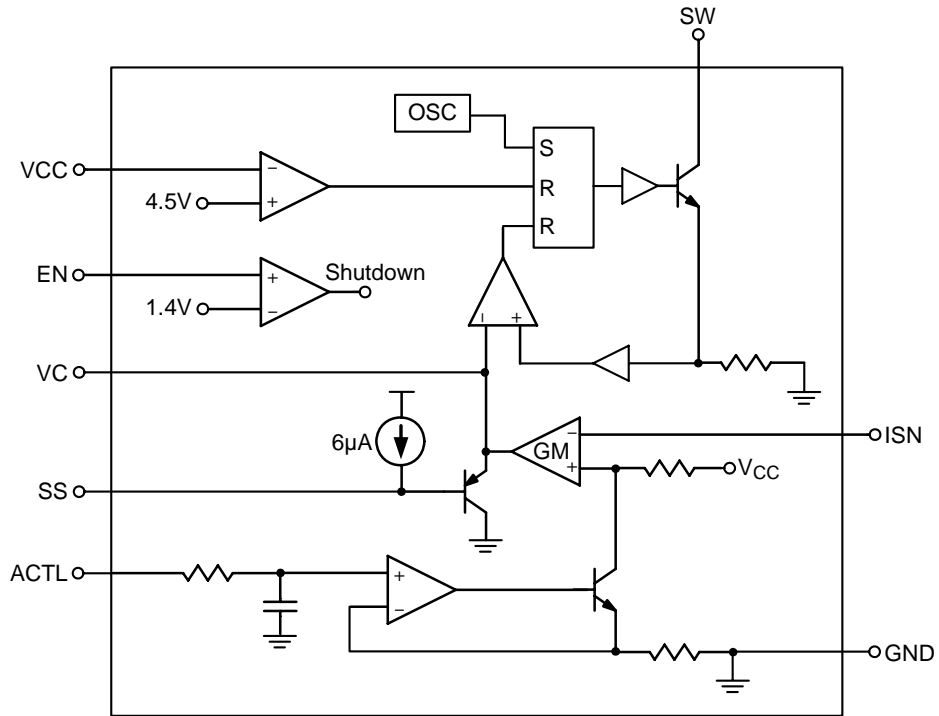 SW
OSC
S
R
R
VCC
−
4.5V
+
EN
+
Shutdown
1.4V
−
− +
VC
6µA
−
GM
+
ISN
VCC
SS
ACTL
+
−
GND